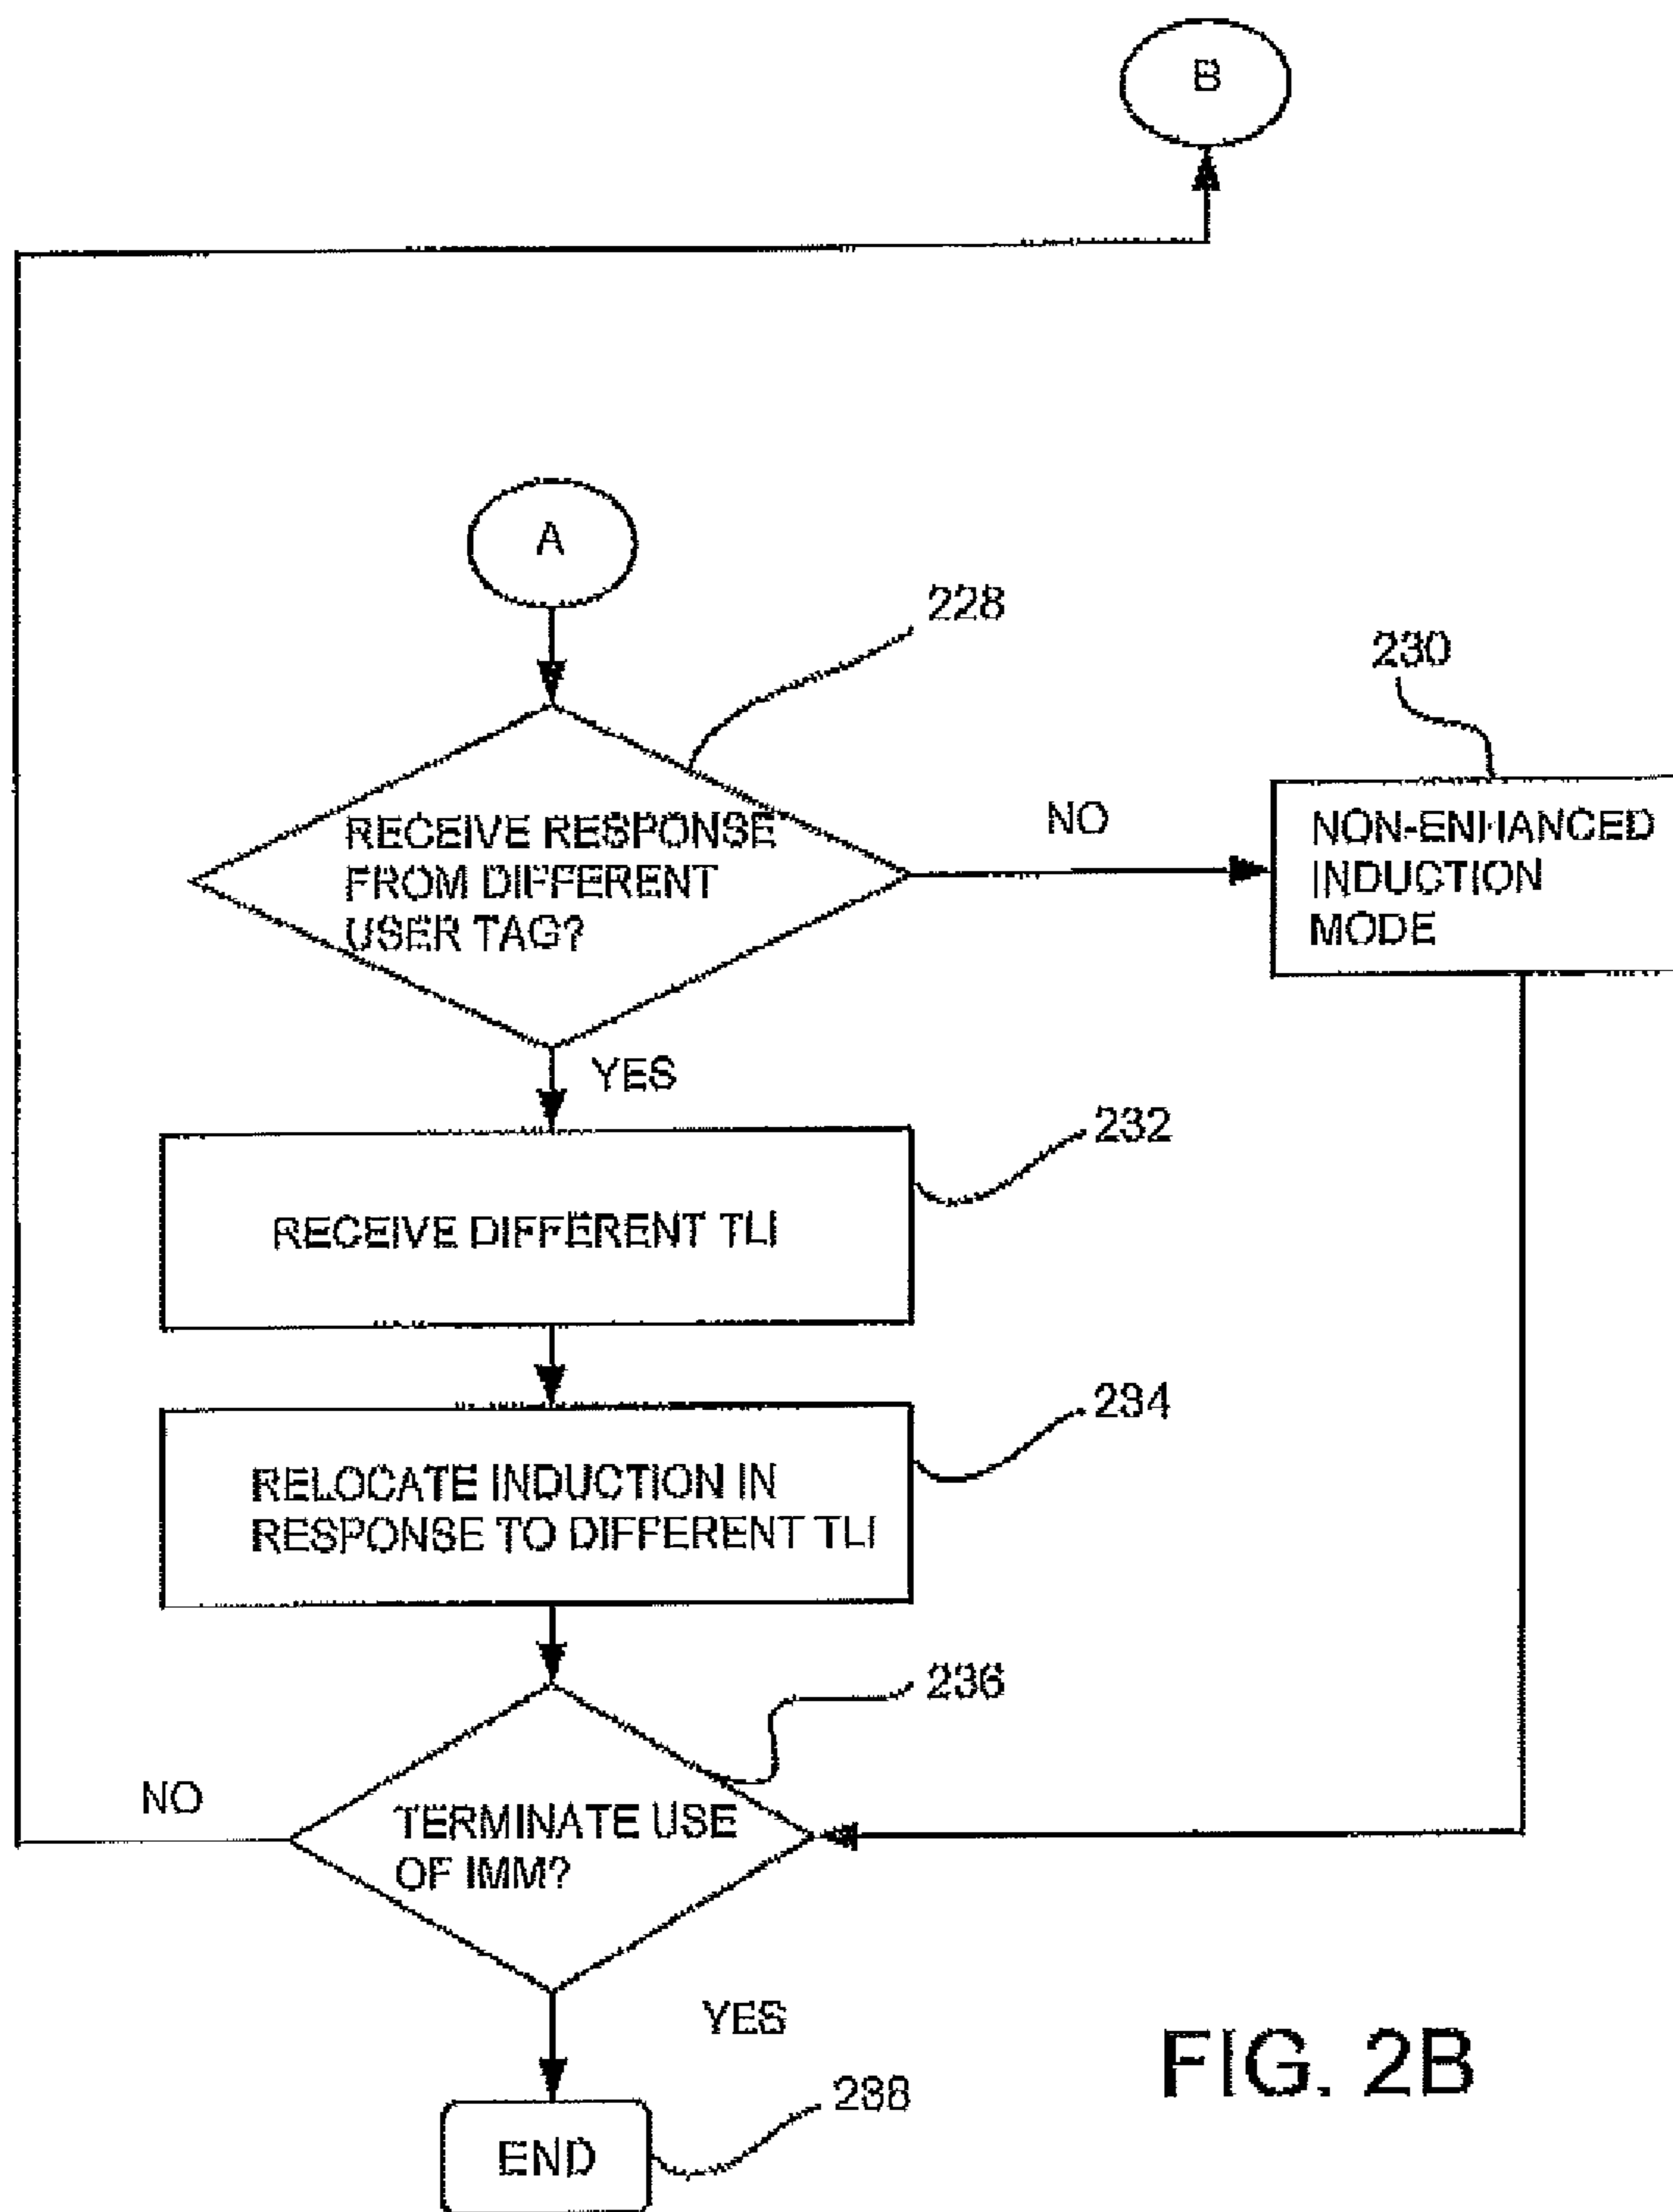 B
A
228
230
RECEIVE RESPONSE
FROM DIFFERENT
USER TAG?
NO
NON-ENHANCED
INDUCTION
MODE
YES
232
RECEIVE DIFFERENT TLI
234
RELOCATE INDUCTION IN
RESPONSE TO DIFFERENT TLI
236
NO
TERMINATE USE
OF IMM?
YES
238
END
FIG. 2B